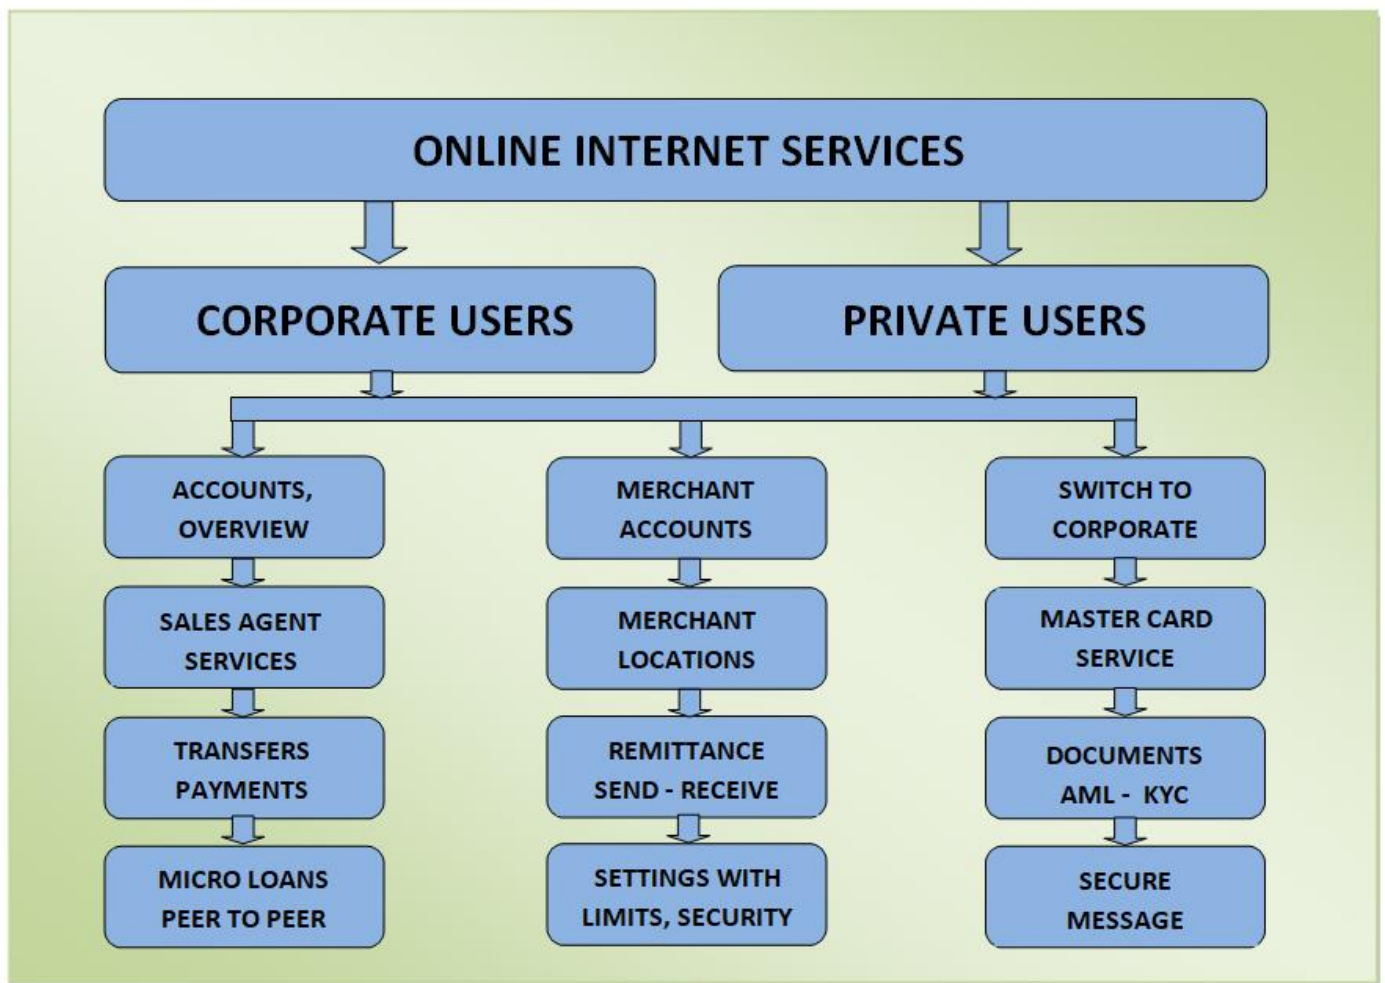 ONLINE INTERNET SERVICES
CORPORATE USERS
PRIVATE USERS
ACCOUNTS,
OVERVIEW
SALES AGENT
SERVICES
TRANSFERS
PAYMENTS
MICRO LOANS
PEER TO PEER
MERCHANT
ACCOUNTS
MERCHANT
LOCATIONS
REMITTANCE
SEND - RECEIVE
SETTINGS WITH
LIMITS, SECURITY
SWITCH TO
CORPORATE
MASTER CARD
SERVICE
DOCUMENTS
AML - KYC
SECURE
MESSAGE